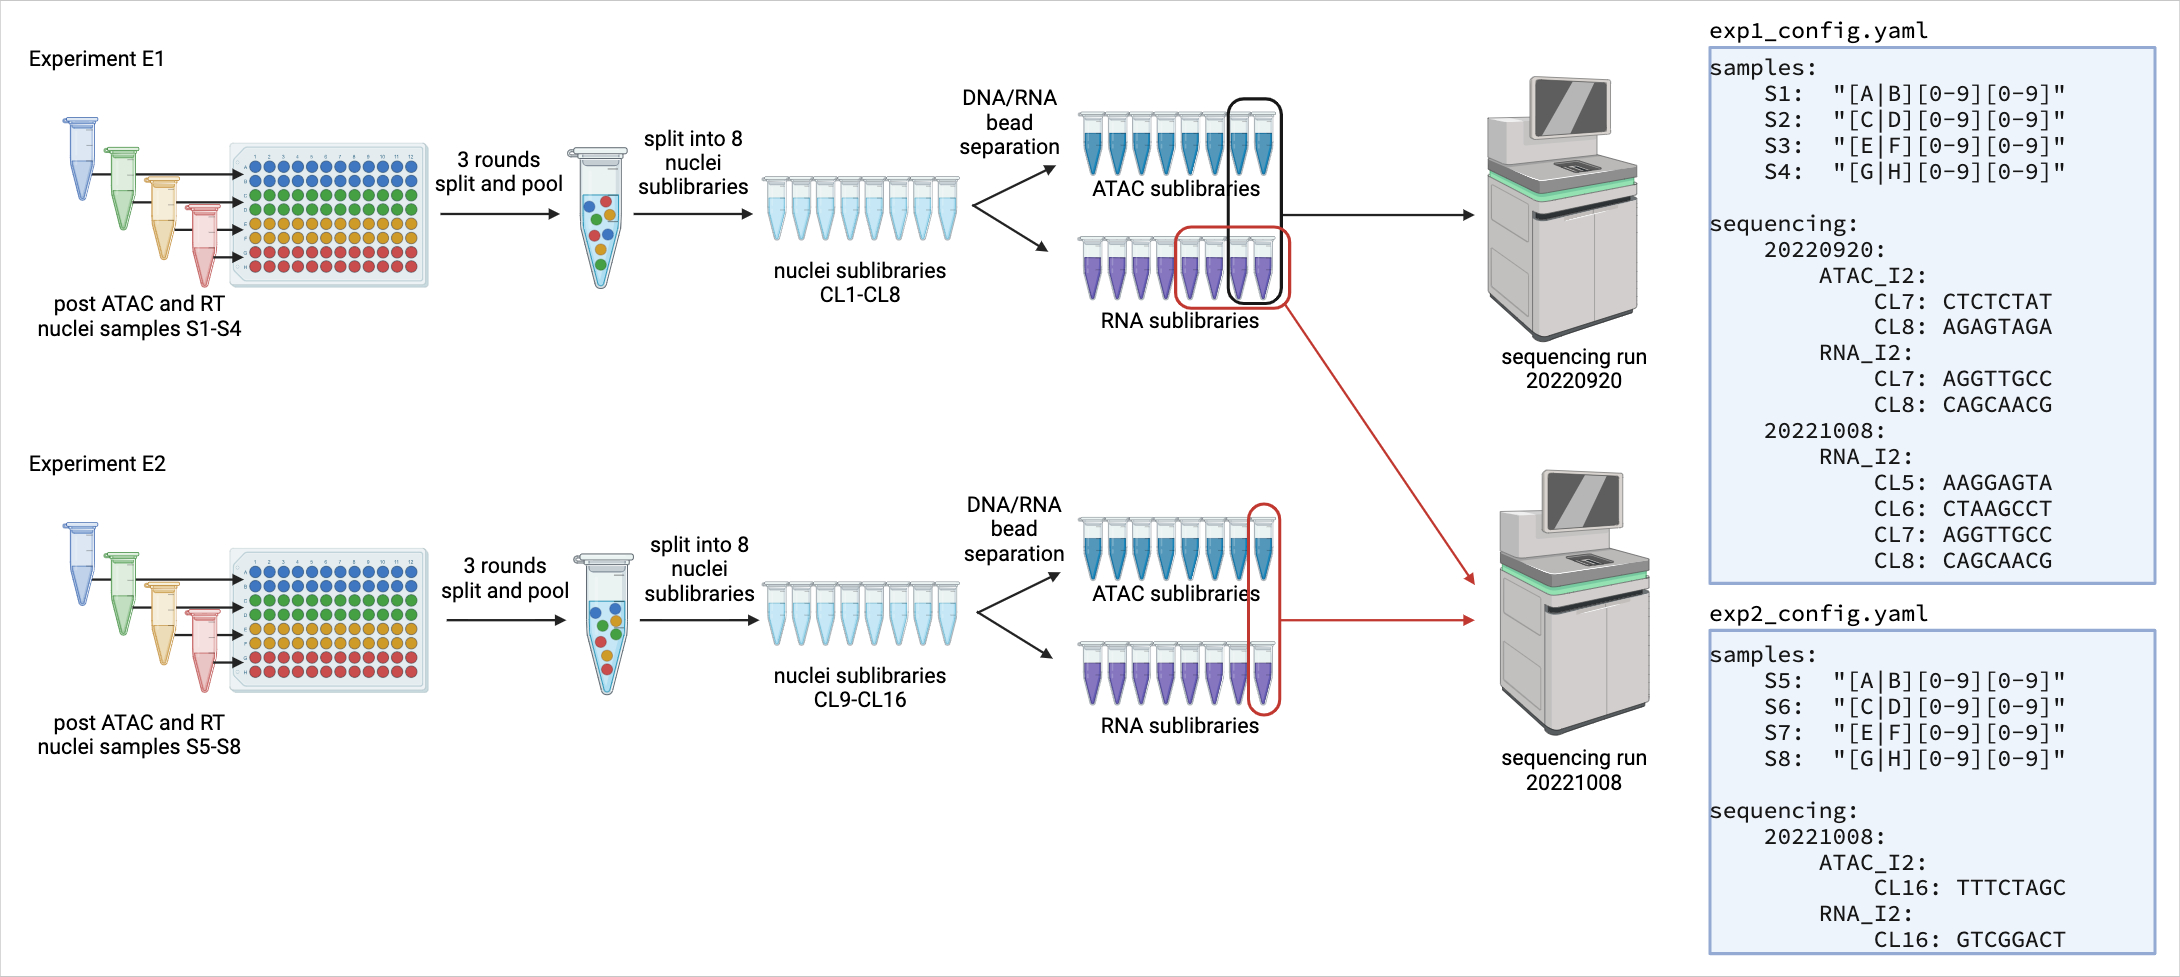 Experiment E1
post ATAC and RT
nuclei samples S1-S4
3 rounds
split and pool
split into 8
nuclei
sublibraries
nuclei sublibraries
CL1-CL8
DNA/RNA
bead
separation
ATAC sublibraries
RNA sublibraries
sequencing run
20220920
Experiment E2
post ATAC and RT
nuclei samples S5-S8
3 rounds
split and pool
split into 8
nuclei
sublibraries
nuclei sublibraries
CL9-CL16
DNA/RNA
bead
separation
ATAC sublibraries
RNA sublibraries
sequencing run
20221008
exp1_config.yaml
samples:
S1: "[A|B][0-9][0-9]"
S2: "[C|D][0-9][0-9]"
S3: "[E|F][0-9][0-9]"
S4: "[G|H][0-9][0-9]"
sequencing:
20220920:
ATAC_I2:
CL7: CTCTCTAT
CL8: AGAGTAGA
RNA_I2:
CL7: AGGTTGCC
CL8: CAGCAACG
20221008:
RNA_I2:
CL5: AAGGAGTA
CL6: CTAAGCCT
CL7: AGGTTGCC
CL8: CAGCAACG
exp2_config.yaml
samples:
S5: "[A|B][0-9][0-9]"
S6: "[C|D][0-9][0-9]"
S7: "[E|F][0-9][0-9]"
S8: "[G|H][0-9][0-9]"
sequencing:
20221008:
ATAC_I2:
CL16: TTTCTAGC
RNA_I2:
CL16: GTCGGACT